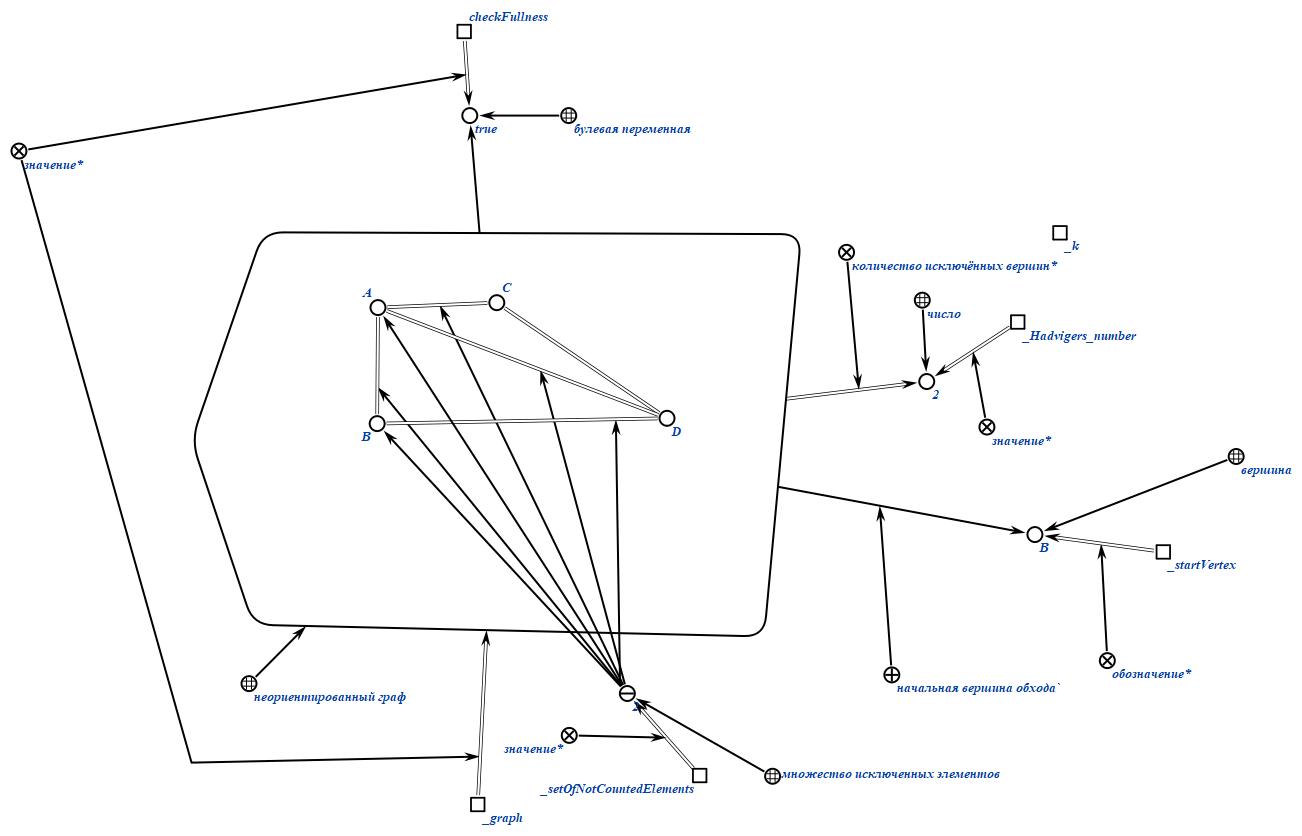 checkFullness
true
булевая переменная
значение*
_k
количество исключённых вершин*
A
C
число
_Hadvigers_number
2
B
D
значение*
вершина
B
_startVertex
обозначение*
начальная вершина обхода`
неориентированный граф
значение*
множество исключенных элементов
_setOfNotCountedElements
_graph